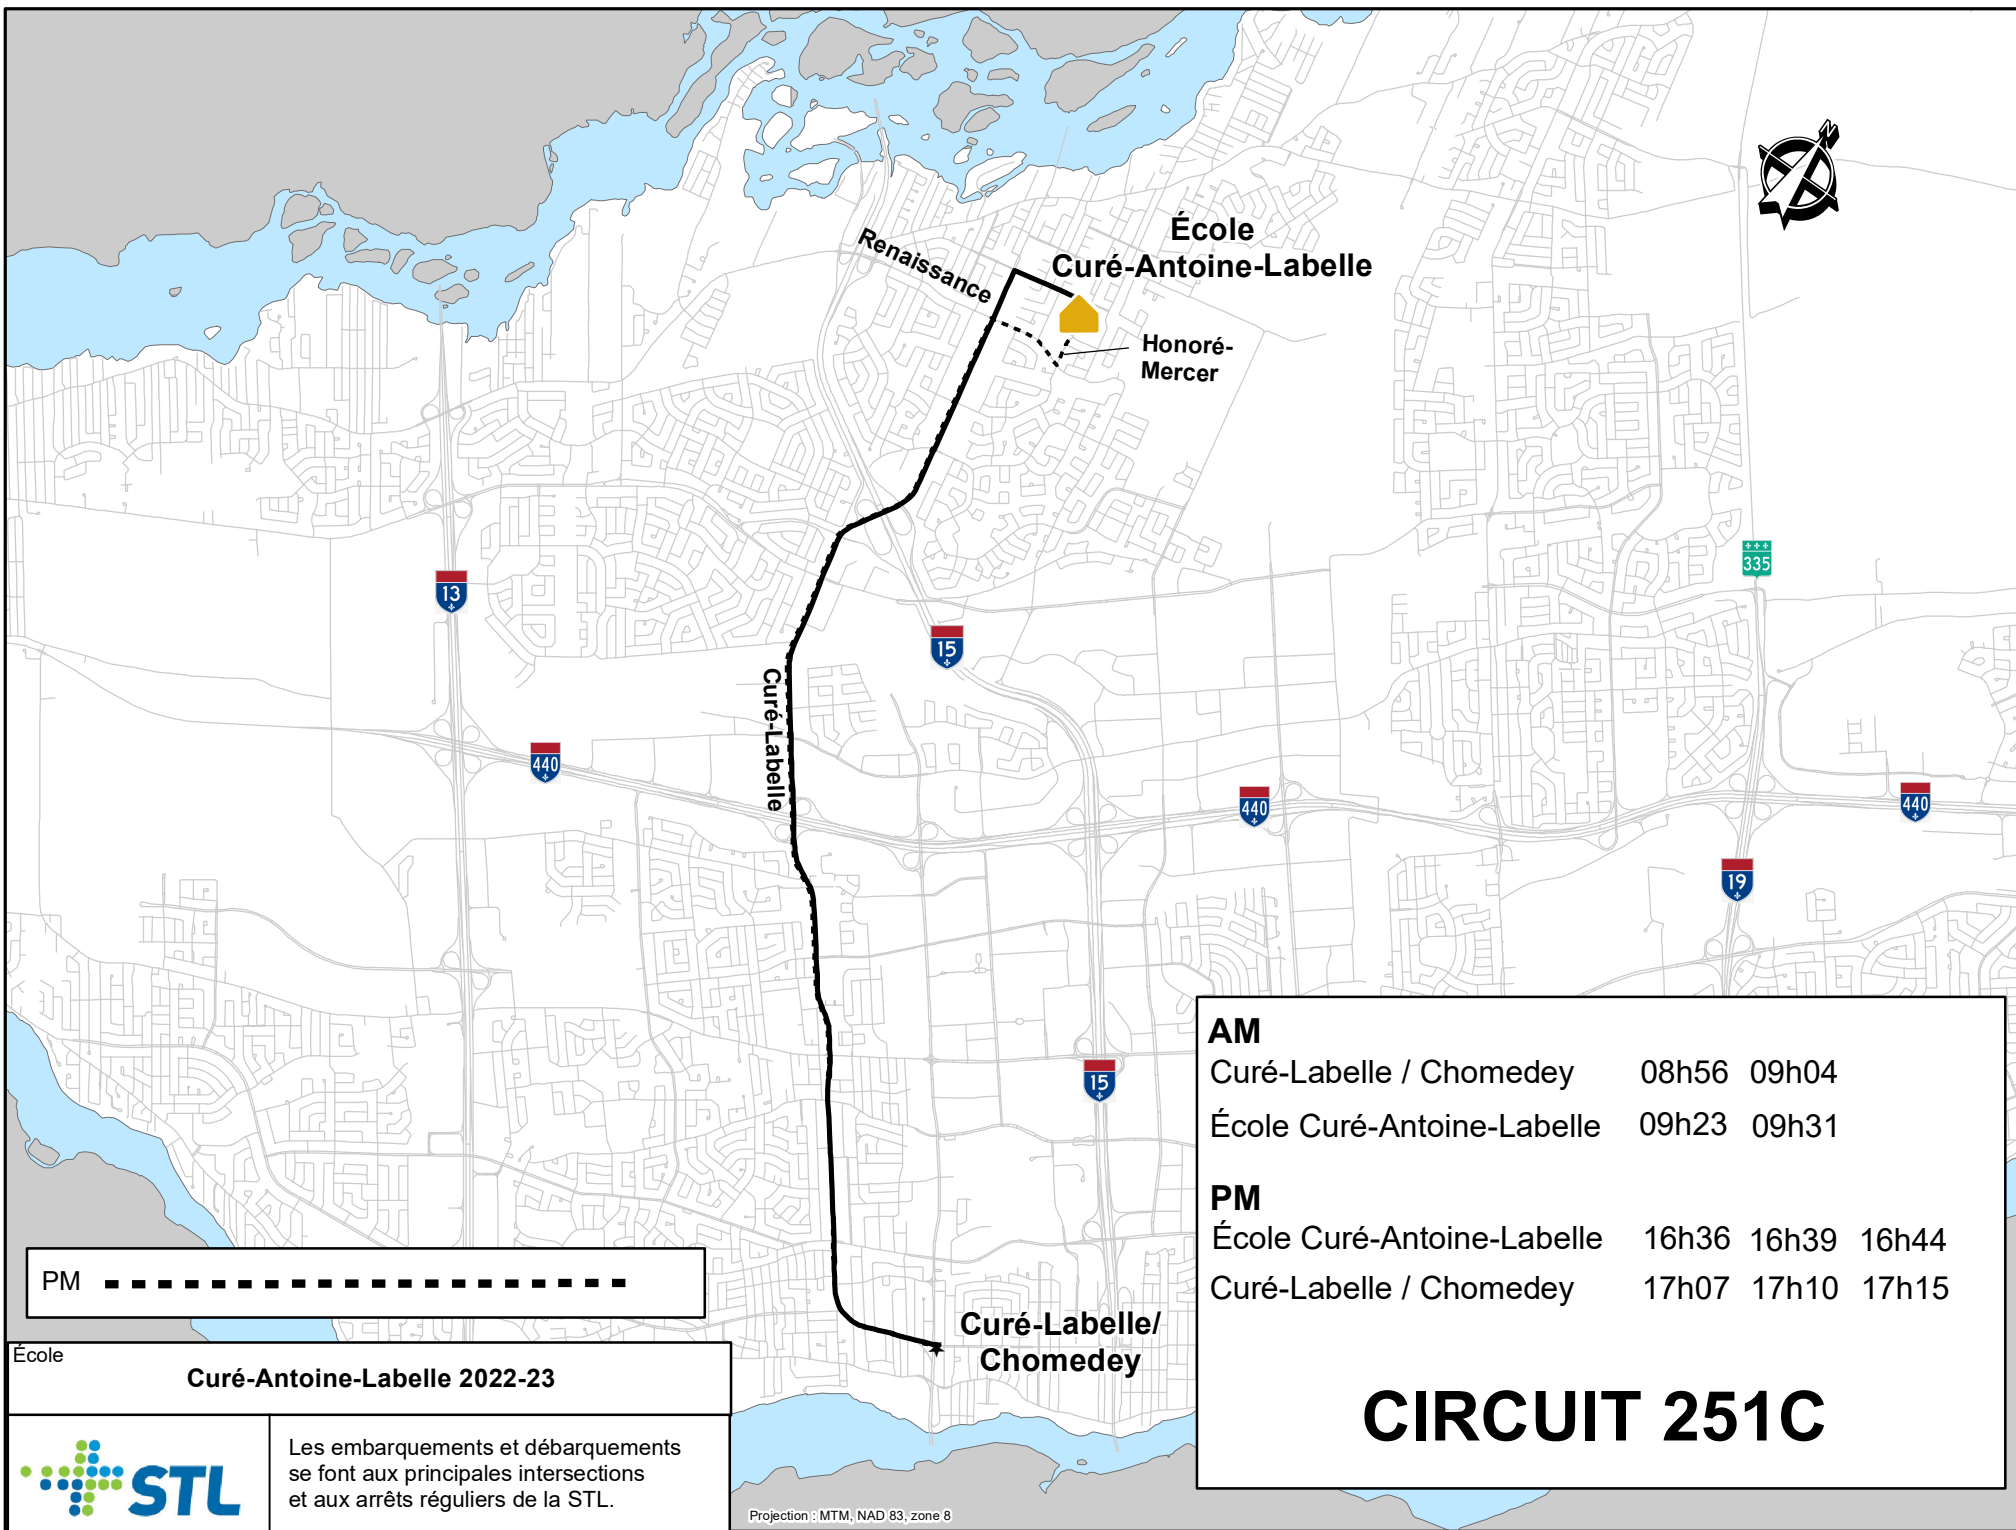 N
École
Curé-Antoine-Labelle
Renaissance
Honoré-
Mercer
335
13
15
Curé-Labelle
440
440
440
19
15
AM
Curé-Labelle / Chomedey 08h56 09h04
École Curé-Antoine-Labelle 09h23 09h31
PM
École Curé-Antoine-Labelle 16h36 16h39 16h44
Curé-Labelle / Chomedey 17h07 17h10 17h15
CIRCUIT 251C
PM
Curé-Labelle/
Chomedey
École
Curé-Antoine-Labelle 2022-23
STL
Les embarquements et débarquements
se font aux principales intersections
et aux arrêts réguliers de la STL.
Projection : MTM, NAD 83, zone 8